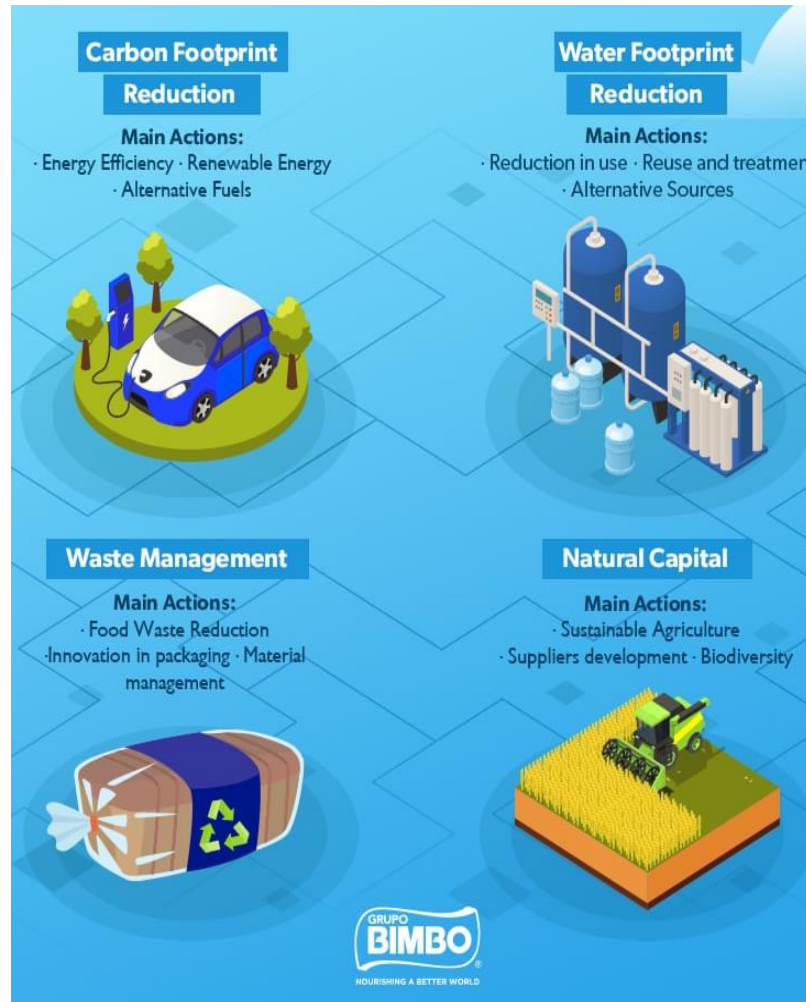 Carbon Footprint
Reduction
Main Actions:
· Energy Efficiency · Renewable Energy
· Alternative Fuels
Water Footprint
Reduction
Main Actions:
· Reduction in use · Reuse and treatmen
· Alternative Sources
Waste Management
Main Actions:
· Food Waste Reduction
·Innovation in packaging · Material
management
Natural Capital
Main Actions:
· Sustainable Agriculture
· Suppliers development · Biodiversity
GRUPO
BIMBO
®
NOURISHING A BETTER WORLD